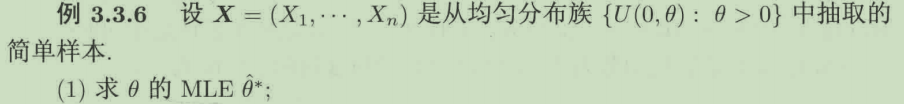 例 3.3.6 设 X = (X₁,⋯,Xₙ) 是从均匀分布族 {U(0,θ): θ > 0} 中抽取的
简单样本.
(1) 求 θ 的 MLE θ̂*;